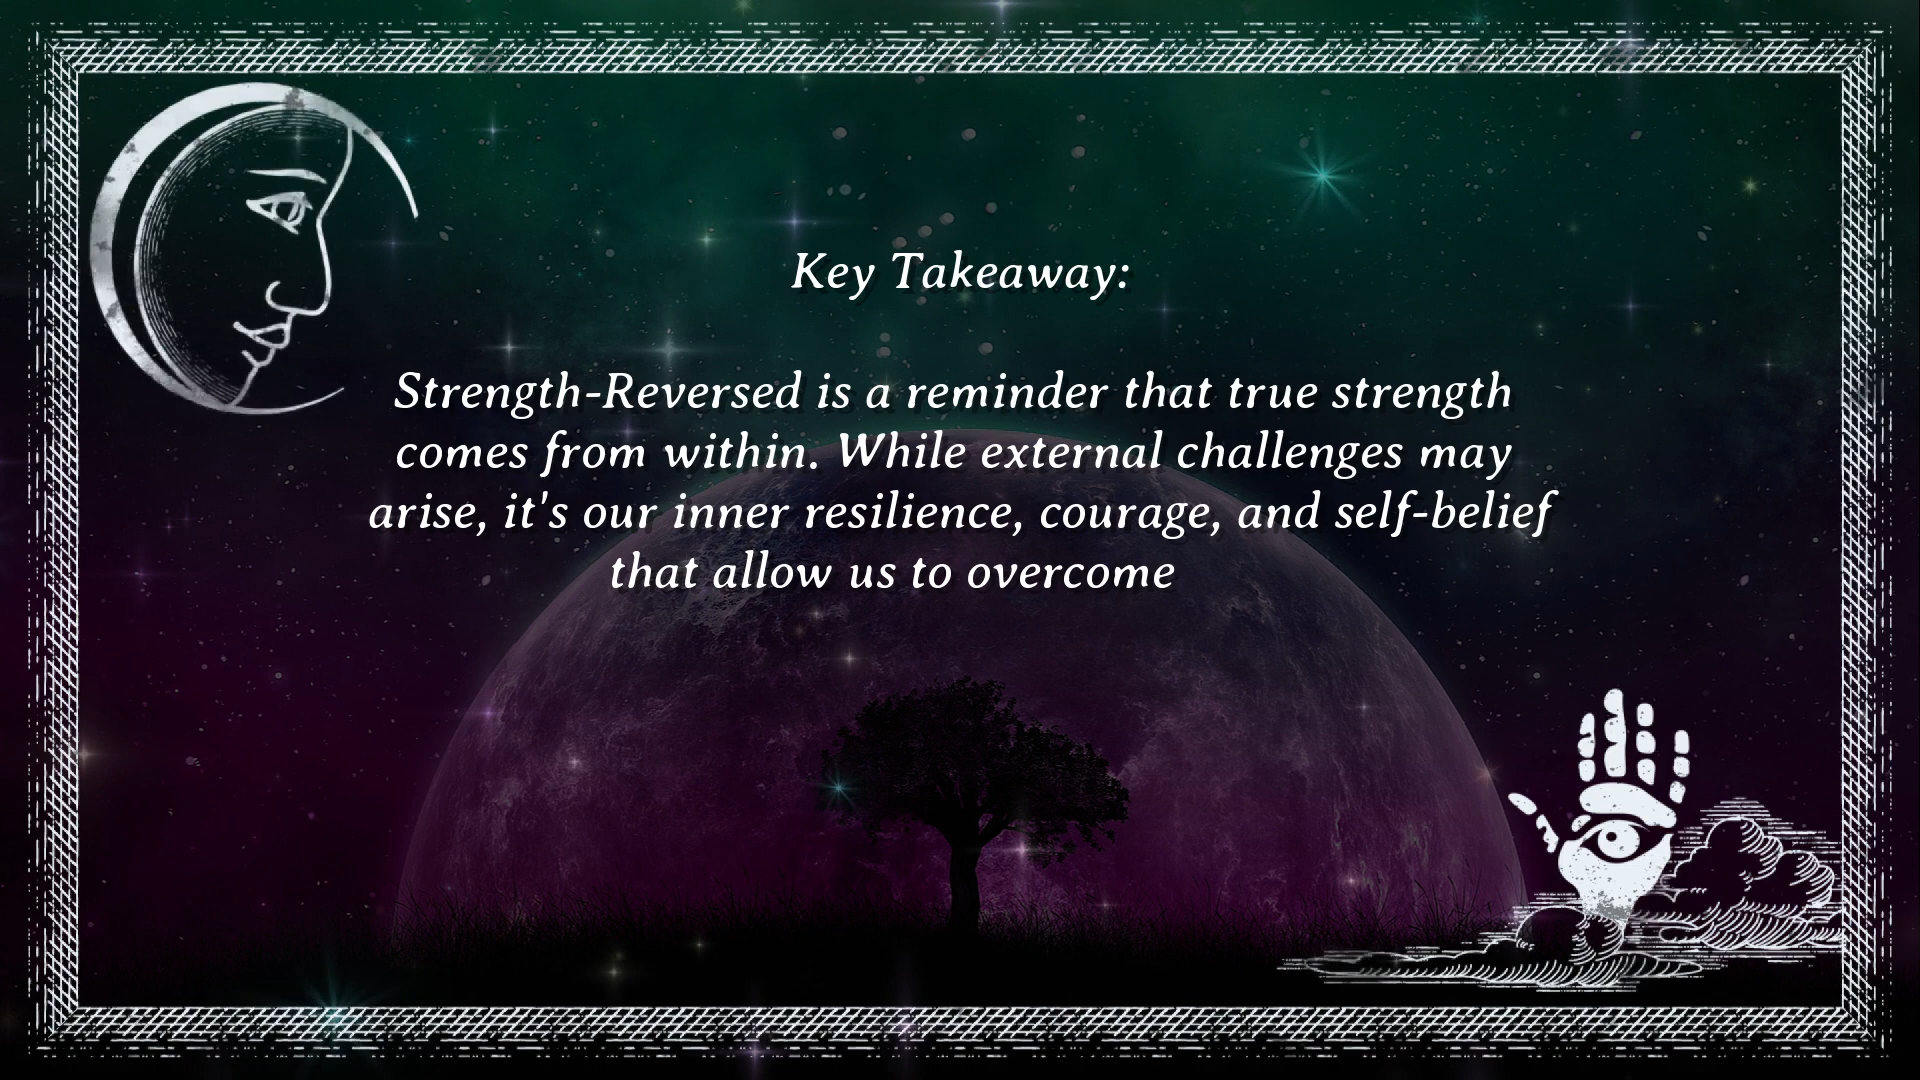 Key Takeaway:
Strength-Reversed is a reminder that true strength
comes from within. While external challenges may
arise, it's our inner resilience, courage, and self-belief
that allow us to overcome